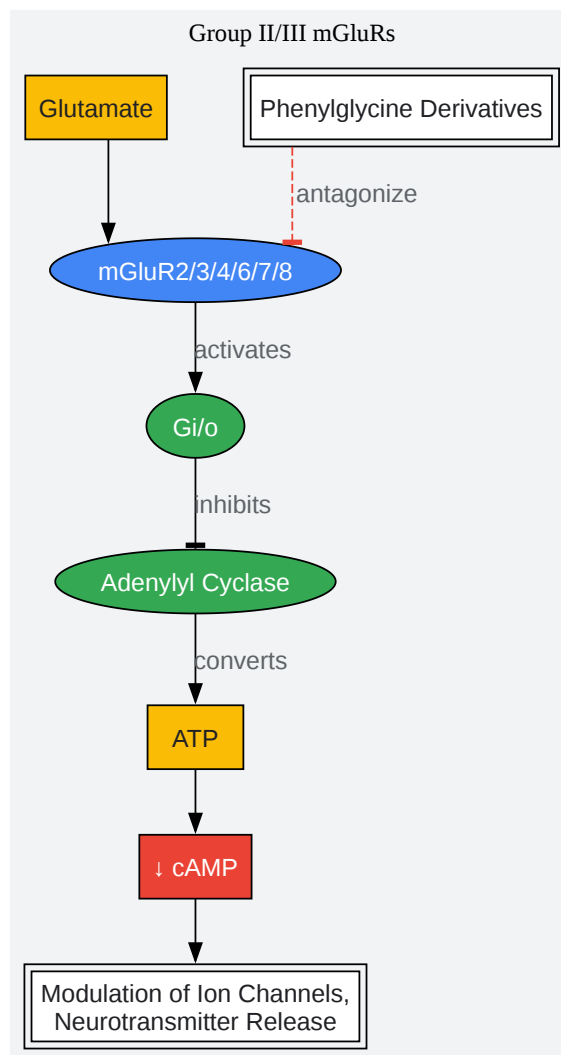 Group II/III mGluRs
Glutamate
Phenylglycine Derivatives
antagonize
mGluR2/3/4/6/7/8
activates
Gi/o
inhibits
Adenylyl Cyclase
converts
ATP
↓ cAMP
Modulation of Ion Channels,
Neurotransmitter Release